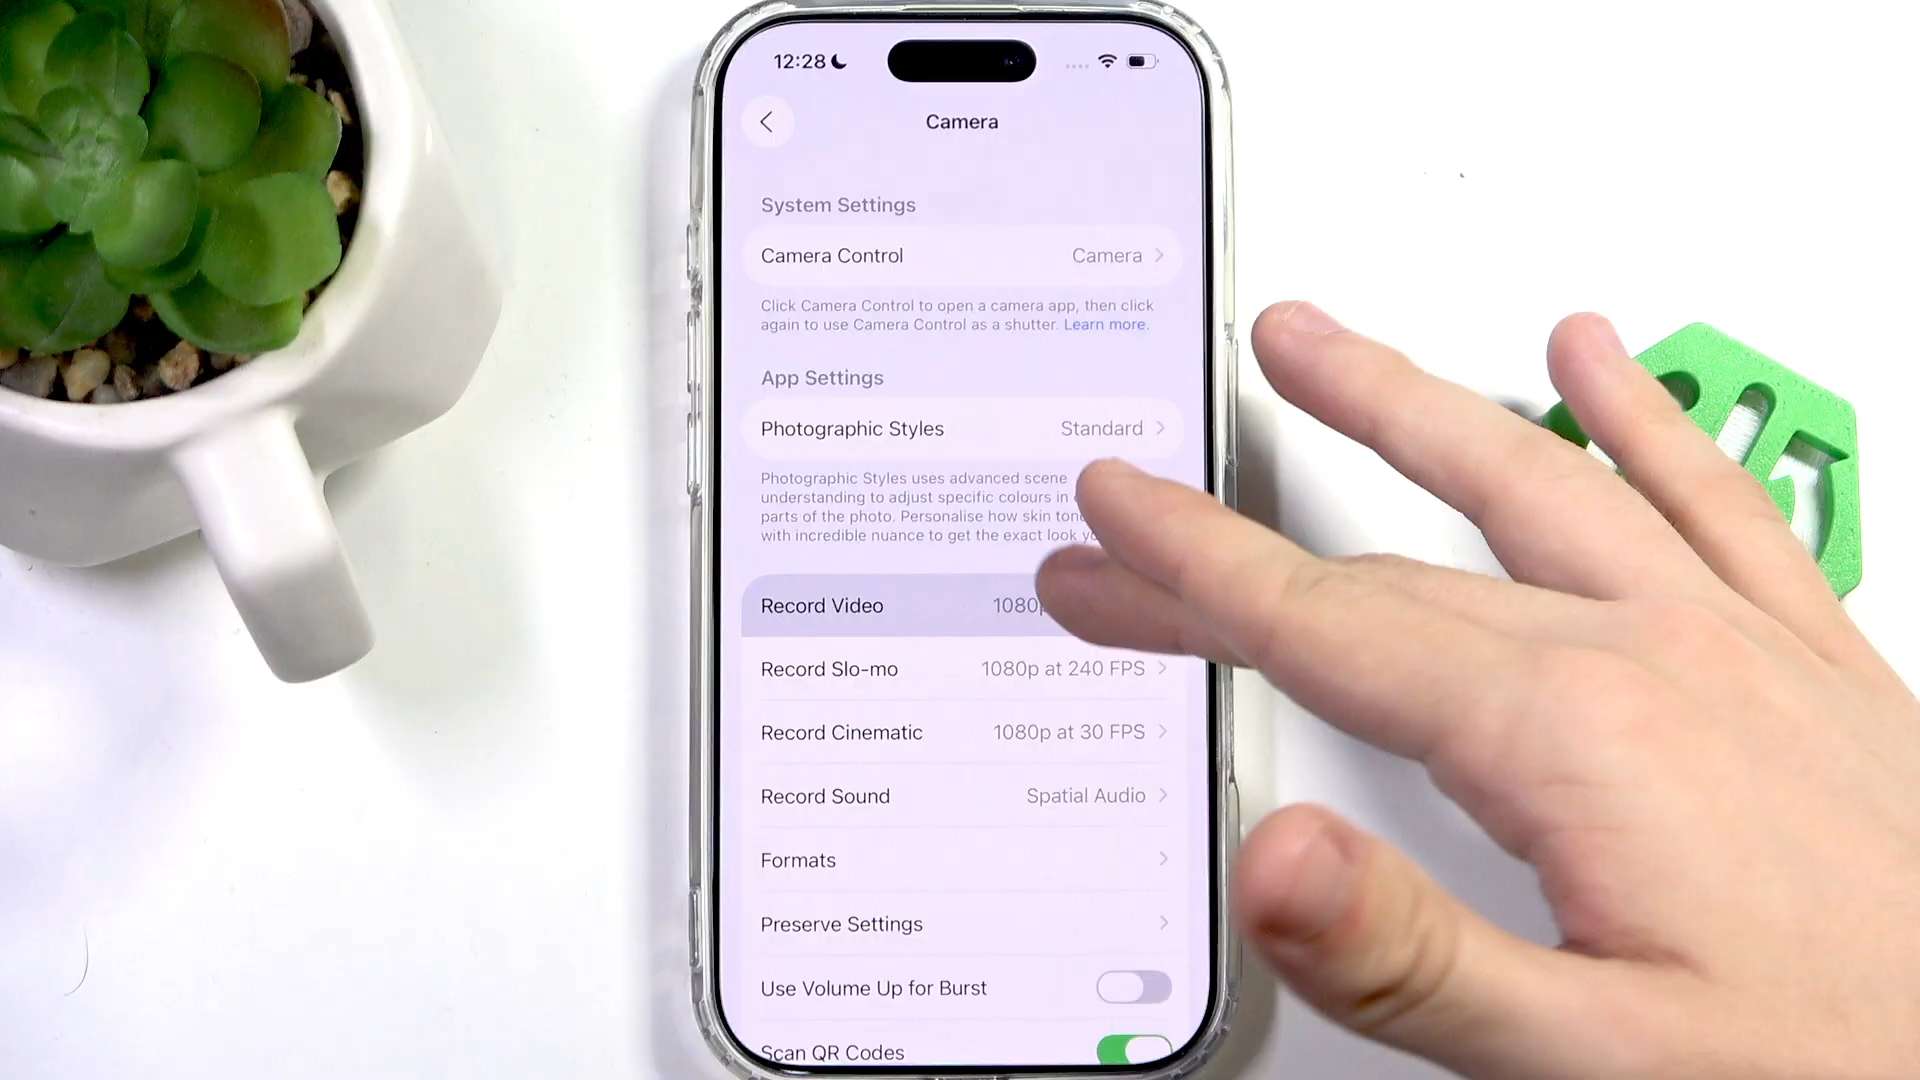 12:28
Camera
System Settings
Camera Control Camera
Click Camera Control to open a camera app, then click
again to use Camera Control as a shutter. Learn more.
App Settings
Photographic Styles Standard
Photographic Styles uses advanced scene
understanding to adjust specific colours in
parts of the photo. Personalise how skin
with incredible nuance to get the exact look
Record Video 1080p
Record Slo-mo 1080p at 240 FPS
Record Cinematic 1080p at 30 FPS
Record Sound Spatial Audio
Formats
Preserve Settings
Use Volume Up for Burst
Scan QR Codes